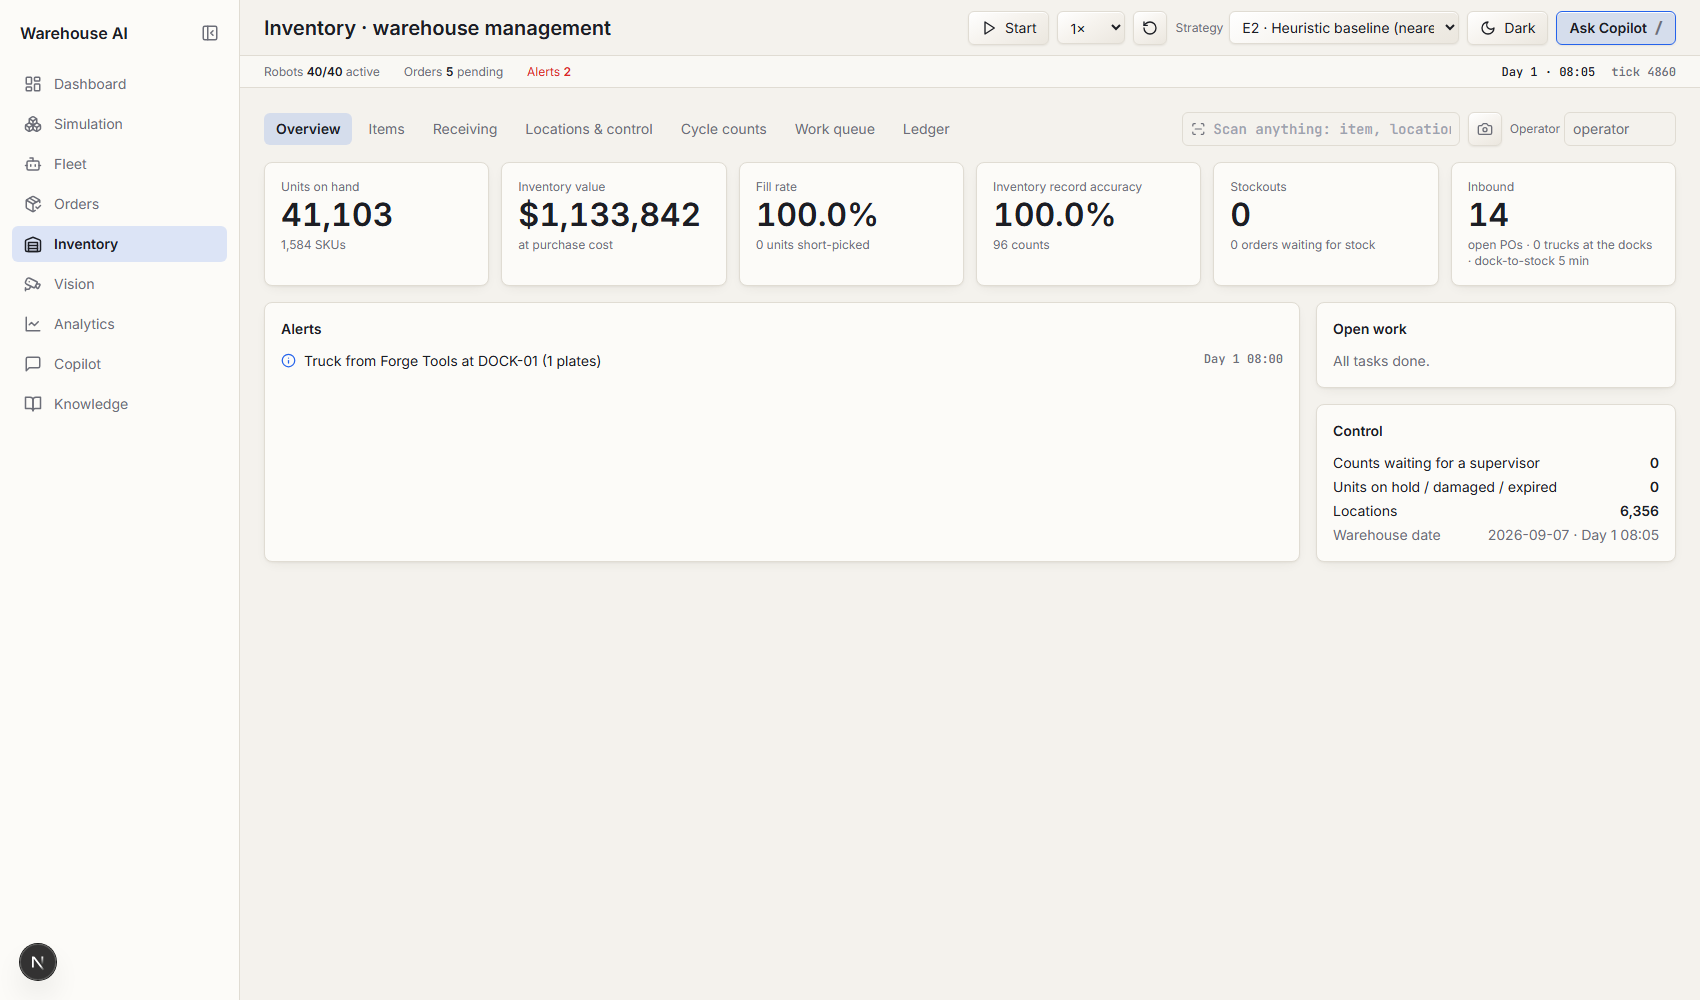 Warehouse AI
Dashboard
Simulation
Fleet
Orders
Inventory
Vision
Analytics
Copilot
Knowledge
N
Inventory · warehouse management
Start
1×
Strategy
E2 · Heuristic baseline (neare
Dark
Ask Copilot /
Robots 40/40 active
Orders 5 pending
Alerts 2
Day 1 · 08:05
tick 4860
Overview
Items
Receiving
Locations & control
Cycle counts
Work queue
Ledger
Scan anything: item, location
Operator
operator
Units on hand
41,103
1,584 SKUs
Inventory value
$1,133,842
at purchase cost
Fill rate
100.0%
0 units short-picked
Inventory record accuracy
100.0%
96 counts
Stockouts
0
0 orders waiting for stock
Inbound
14
open POs · 0 trucks at the docks
· dock-to-stock 5 min
Alerts
Truck from Forge Tools at DOCK-01 (1 plates)
Day 1 08:00
Open work
All tasks done.
Control
Counts waiting for a supervisor 0
Units on hold / damaged / expired 0
Locations 6,356
Warehouse date 2026-09-07 · Day 1 08:05